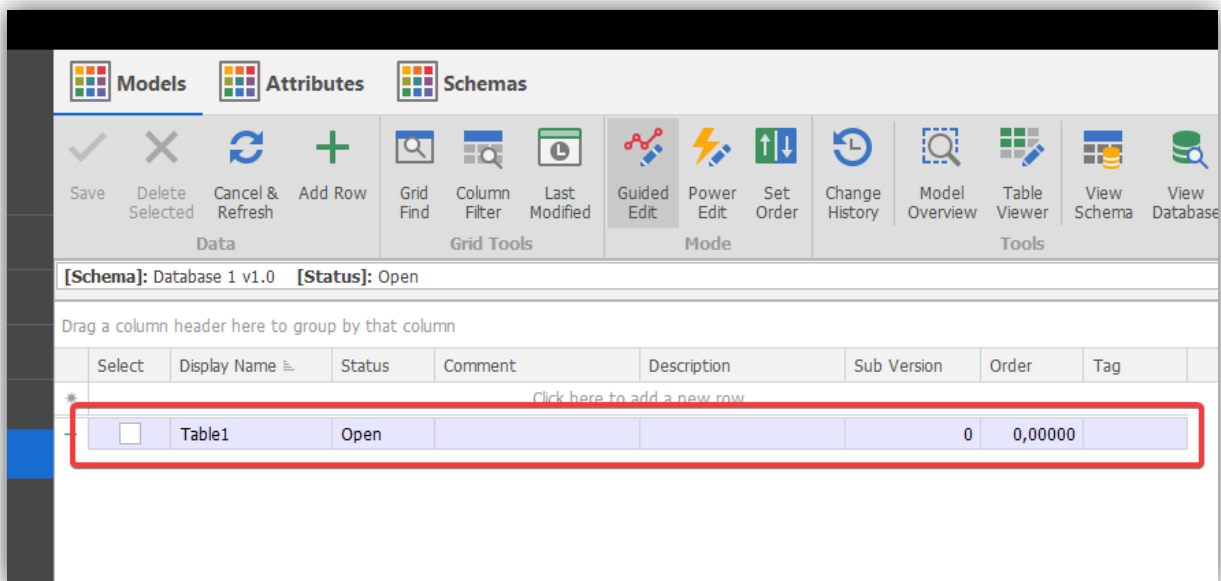 Models Attributes Schemas
Save Delete Selected Cancel & Refresh Add Row Grid Find Column Filter Last Modified Guided Edit Power Edit Set Order Change History Model Overview Table Viewer View Schema View Database
Data Grid Tools Mode Tools
[Schema]: Database 1 v1.0 [Status]: Open
Drag a column header here to group by that column
Select Display Name Status Comment Description Sub Version Order Tag
Click here to add a new row
Table1 Open 0 0,00000